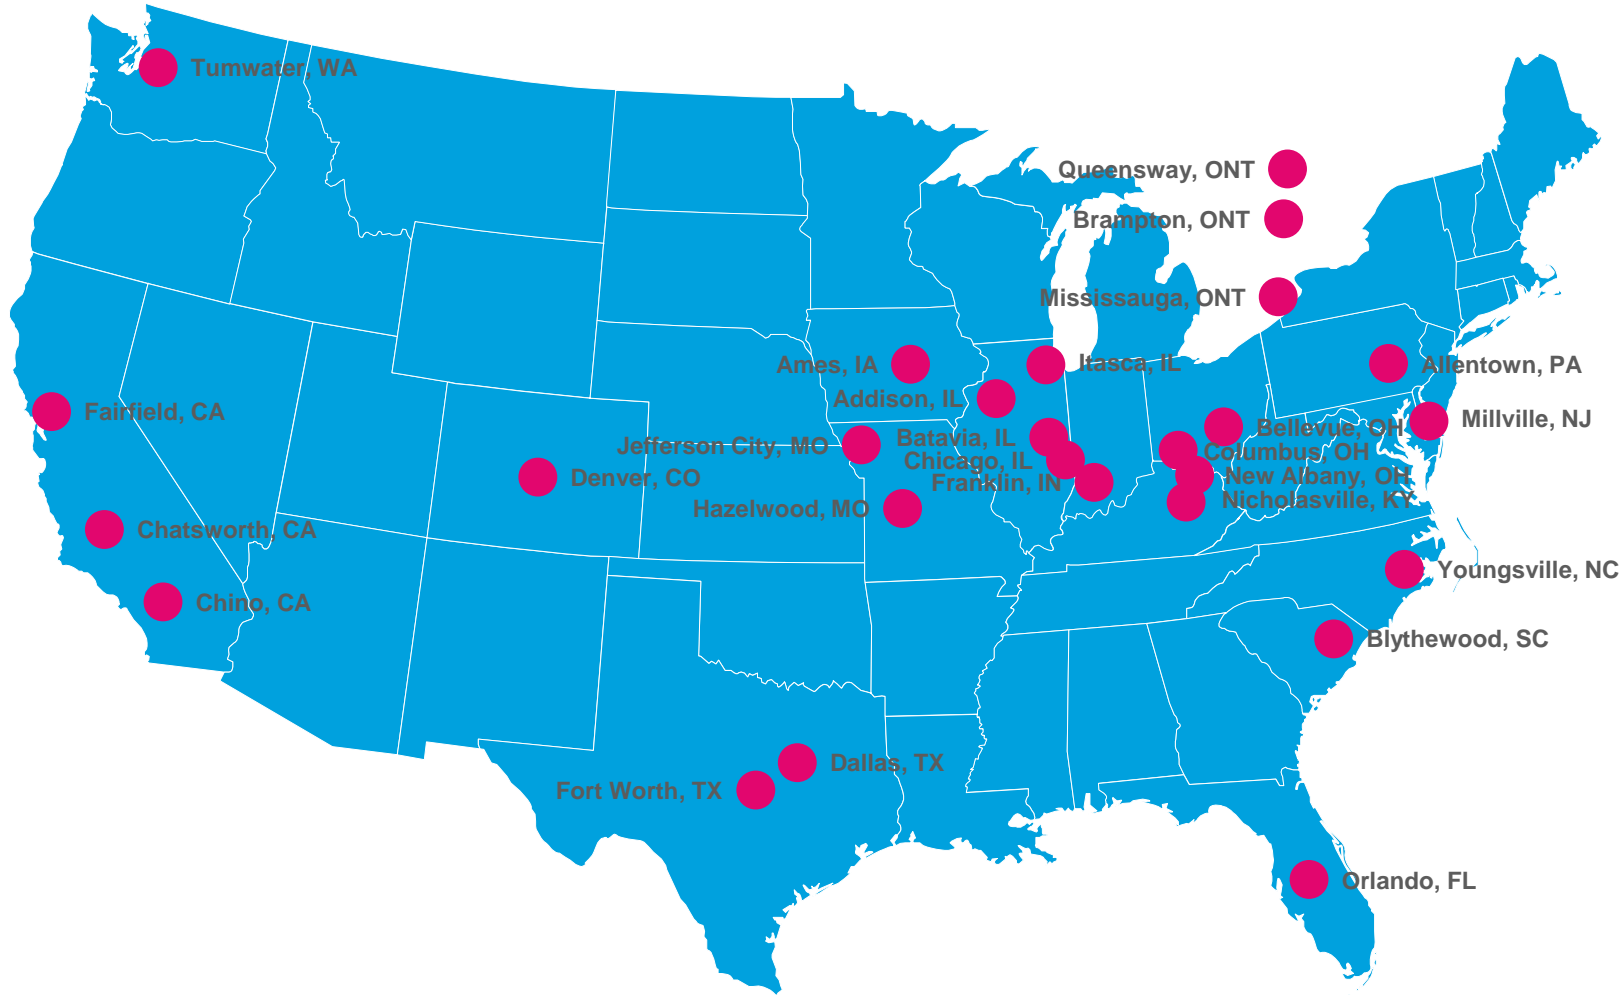 Tumwater, WA
Queensway, ONT
Brampton, ONT
Mississauga, ONT
Ames, IA
Itasca, IL
Allentown, PA
Addison, IL
Fairfield, CA
Millville, NJ
Bellevue, OH
Batavia, IL
Jefferson City, MO
Columbus, OH
Chicago, IL
Denver, CO
New Albany, OH
Franklin, IN
Nicholasville, KY
Hazelwood, MO
Chatsworth, CA
Youngsville, NC
Chino, CA
Blythewood, SC
Dallas, TX
Fort Worth, TX
Orlando, FL